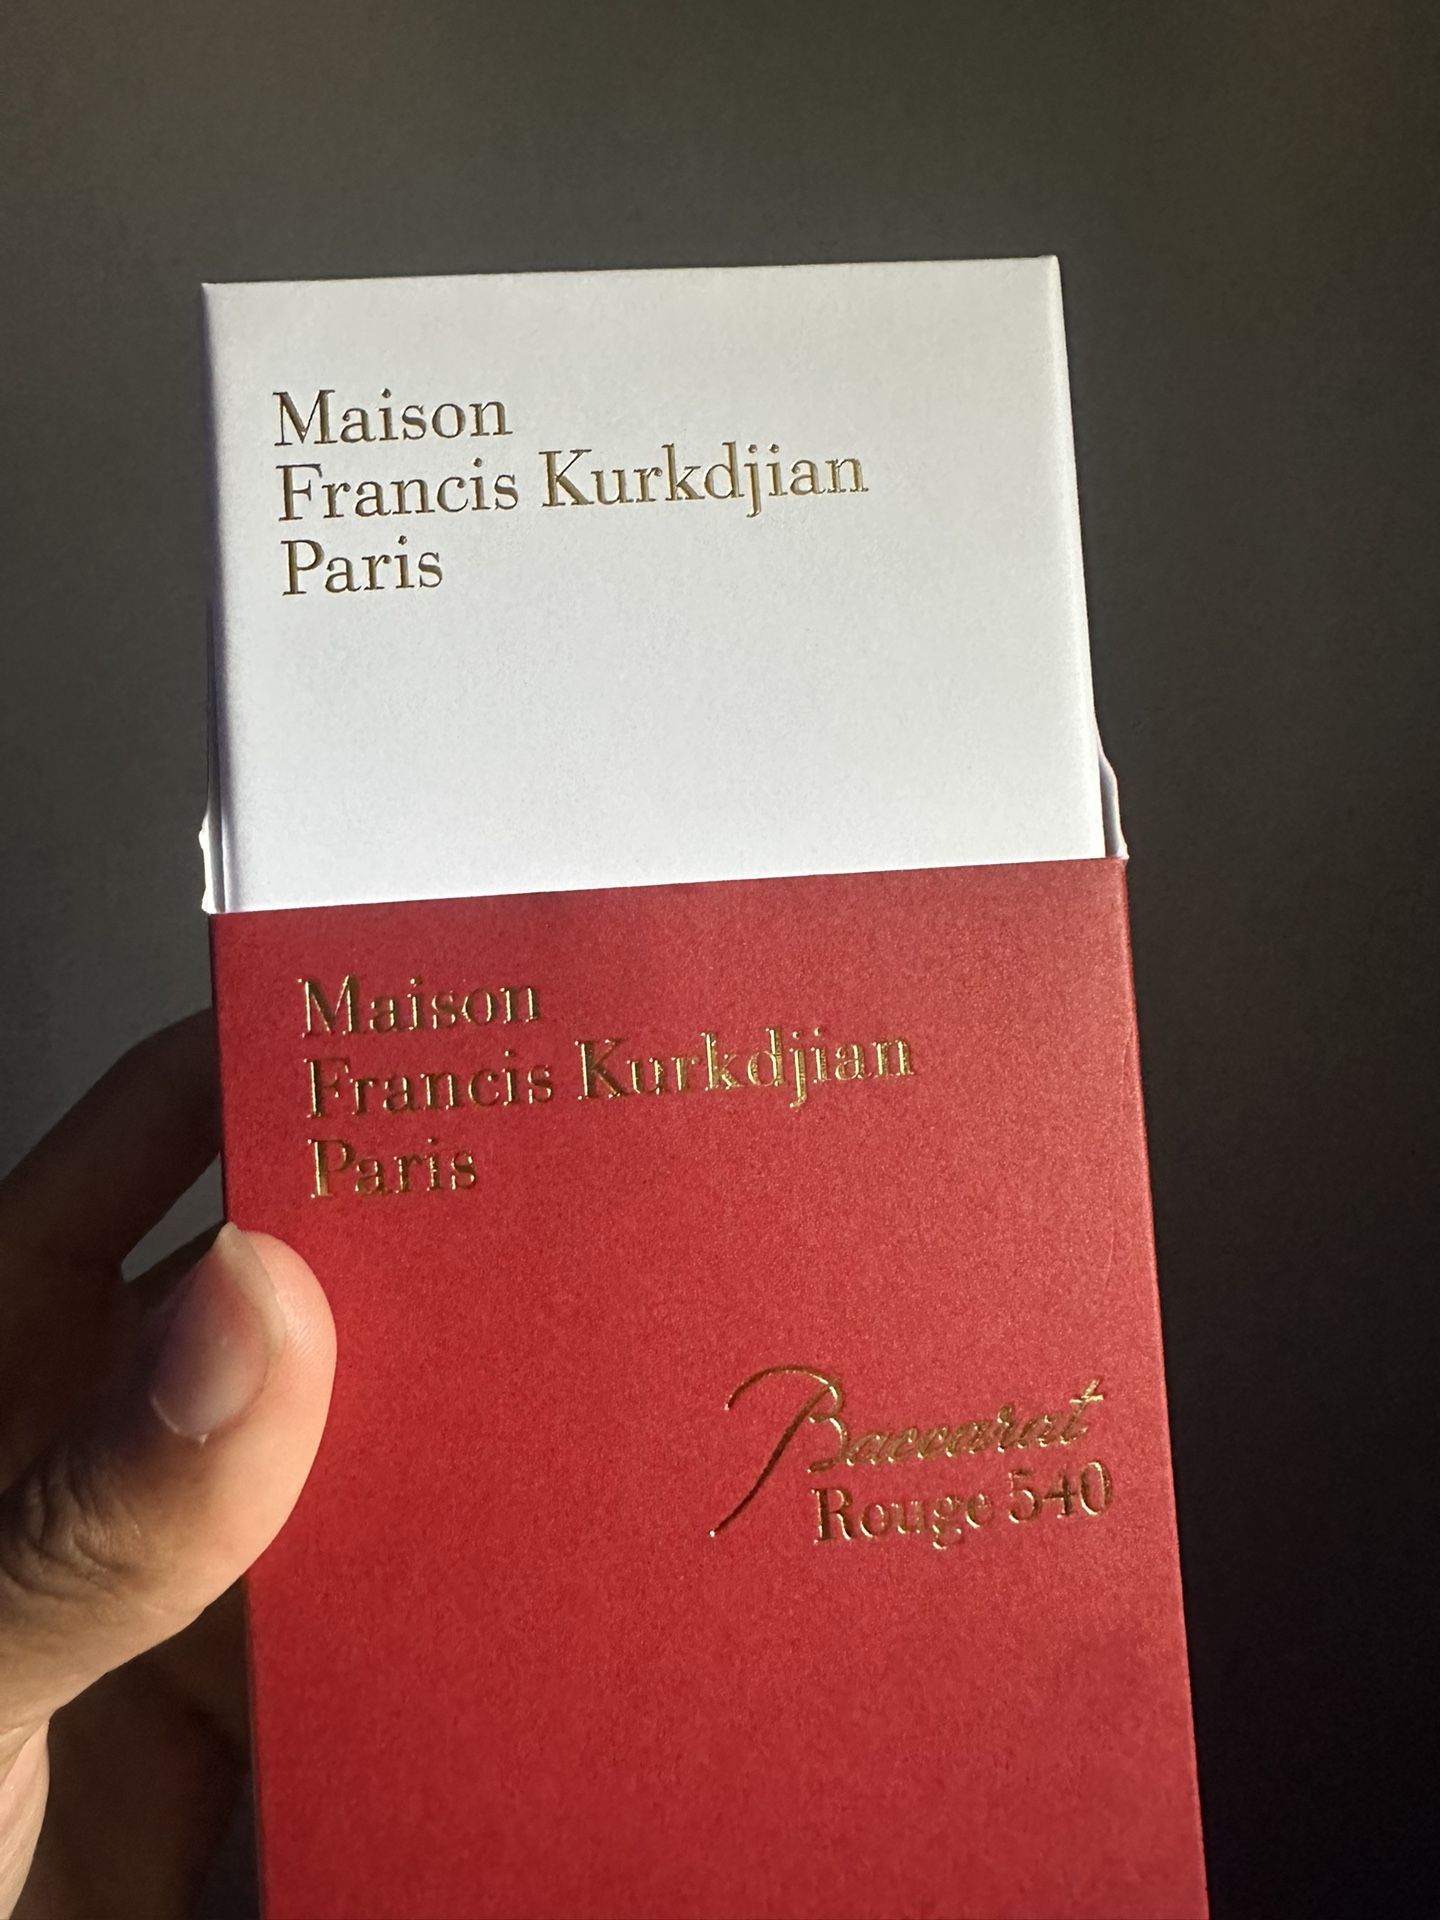 Maison
Francis Kurkdjian
Paris
Maison
Francis Kurkdjian
Paris
Baccarat
Rouge 540